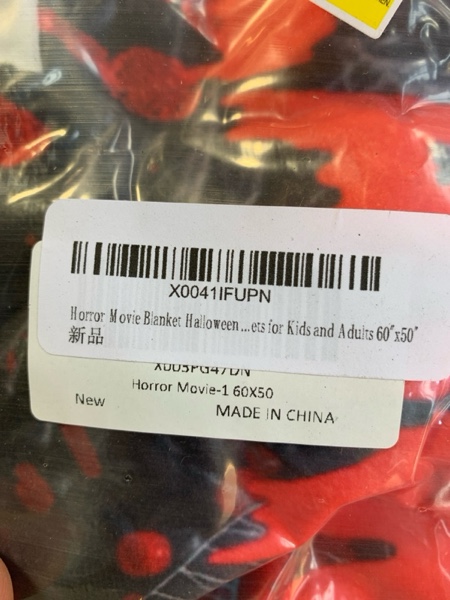 X0041IFUPN
Horror Movie Blanket Halloween...ets for Kids and Adults 60"x50"
新品
Horror Movie-1 60X50
New
MADE IN CHINA